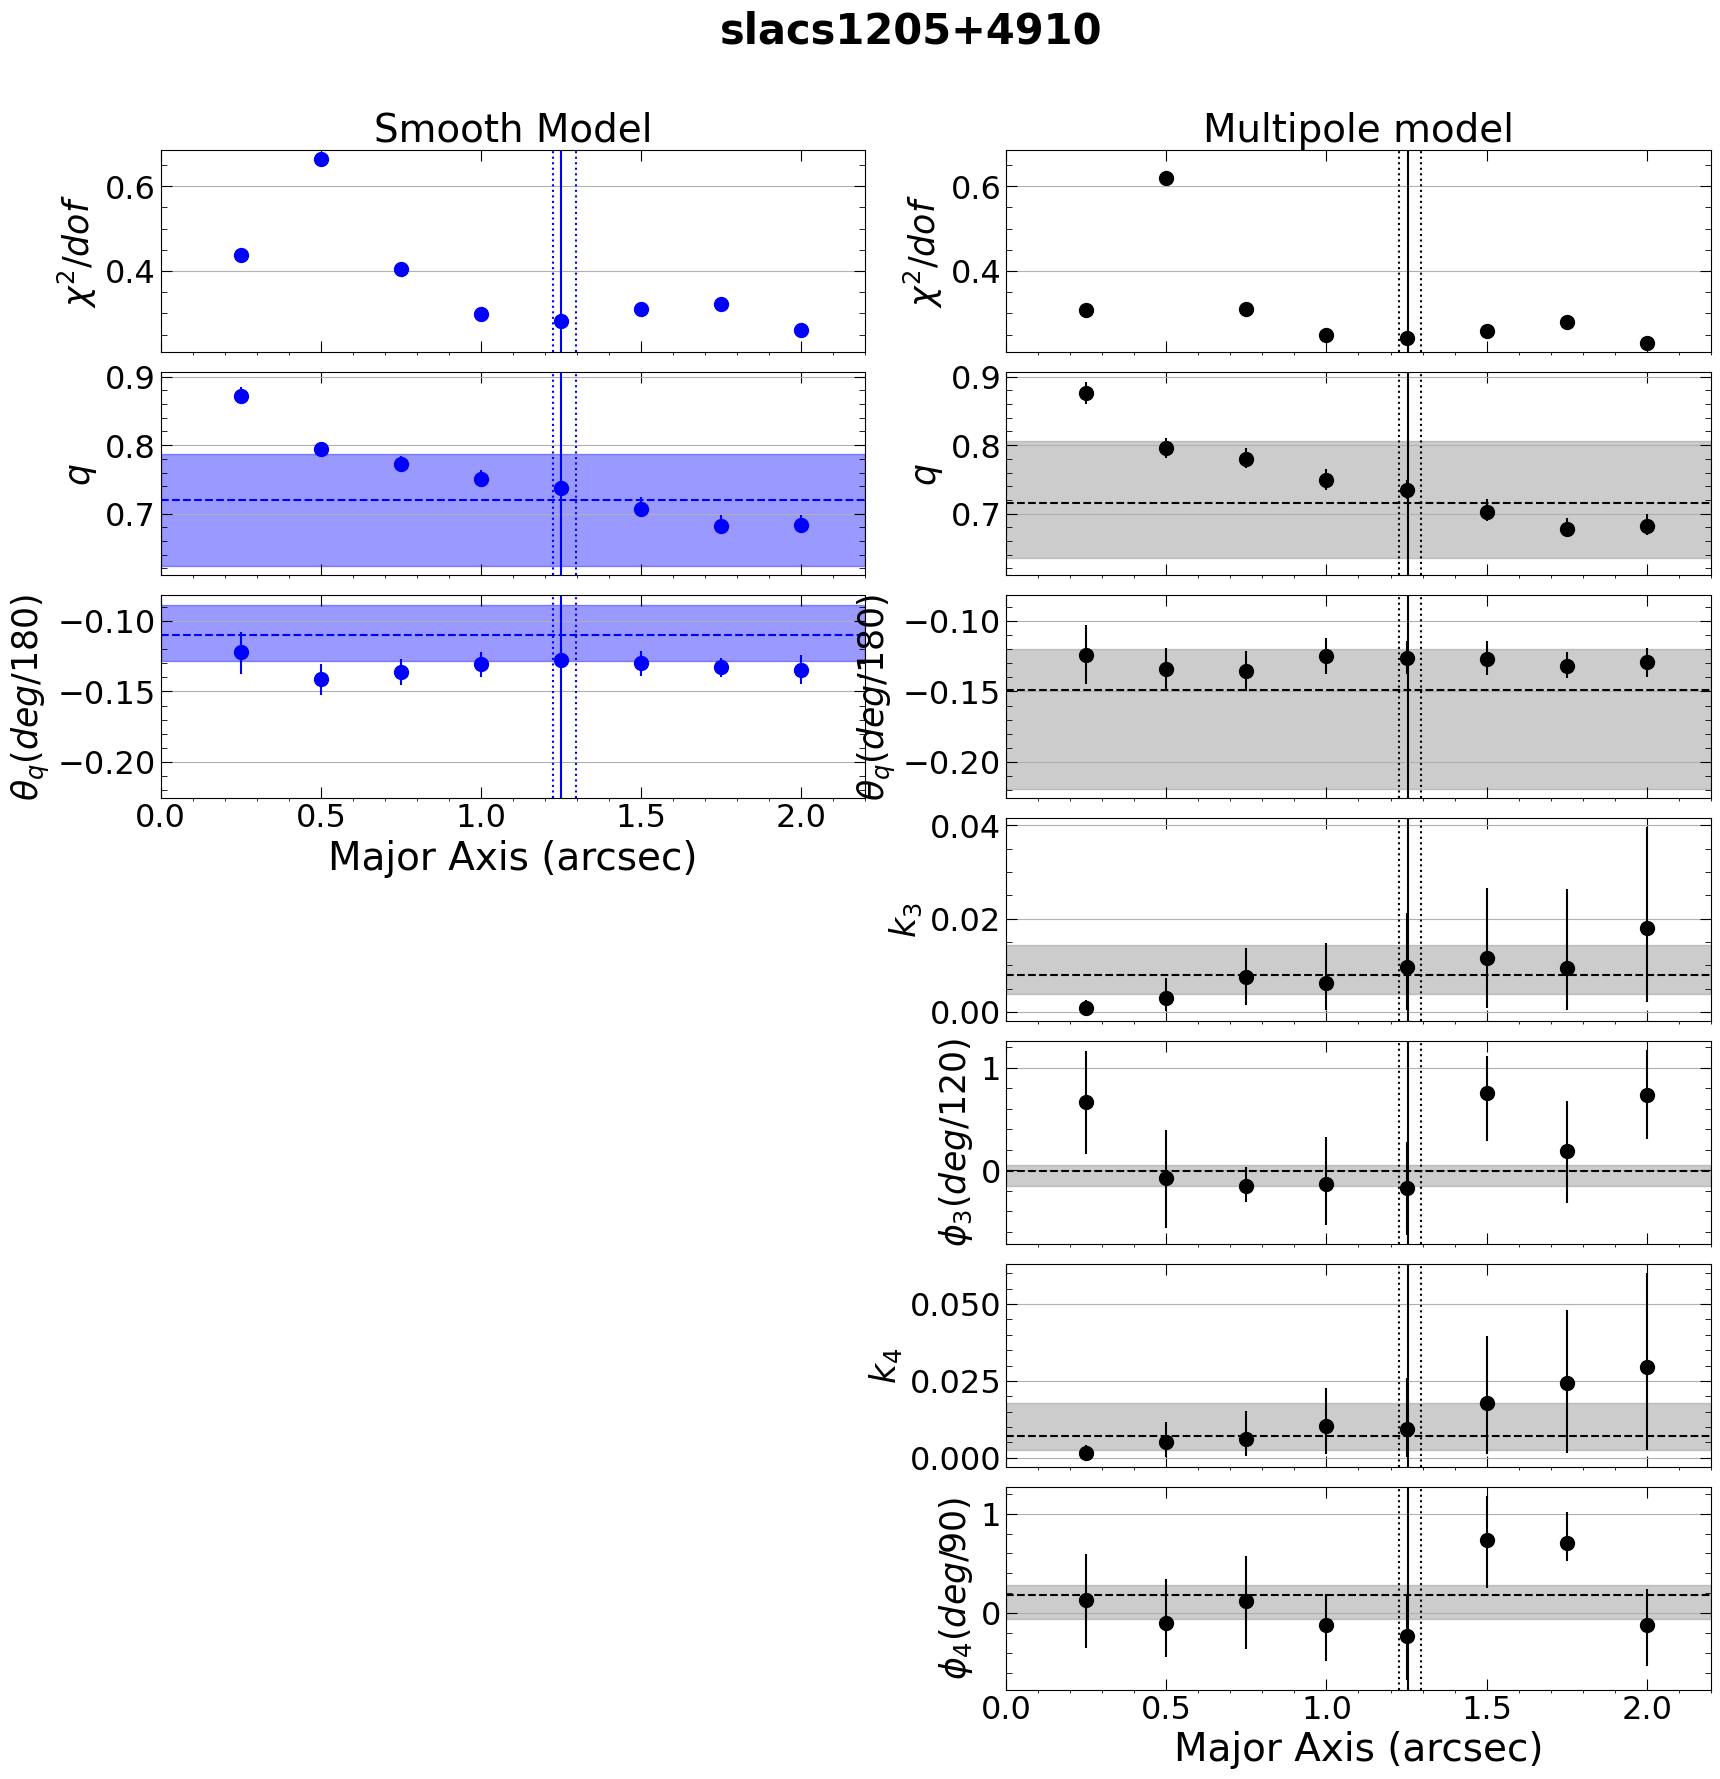 slacs1205+4910
Smooth Model
Multipole model
χ²/dof
0.6
0.4
χ²/dof
0.6
0.4
q
0.9
0.8
0.7
q
0.9
0.8
0.7
θq(deg/180)
−0.10
−0.15
−0.20
θq(deg/180)
−0.10
−0.15
−0.20
0.0 0.5 1.0 1.5 2.0
Major Axis (arcsec)
k3
0.04
0.02
0.00
ϕ3(deg/120)
1
0
k4
0.050
0.025
0.000
ϕ4(deg/90)
1
0
0.0 0.5 1.0 1.5 2.0
Major Axis (arcsec)